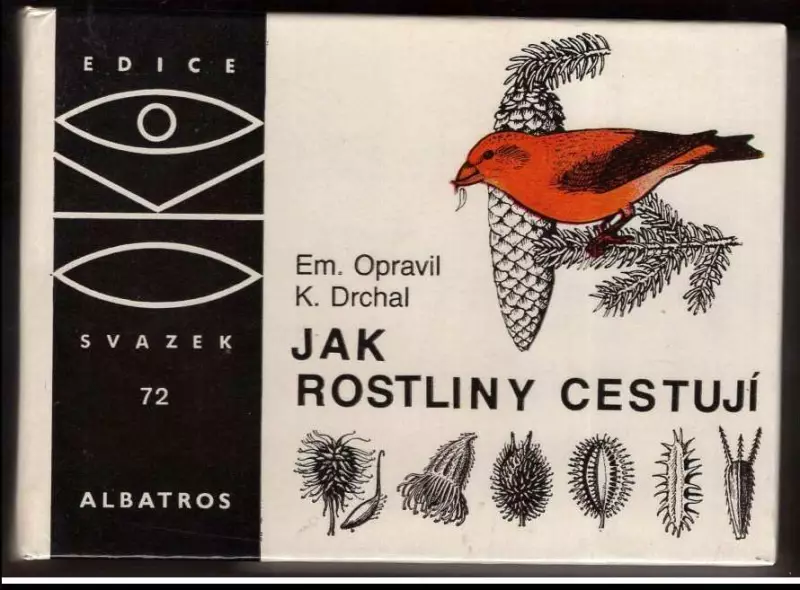 EDICE
SVAZEK
72
ALBATROS
Em. Opravil
K. Drchal
JAK
ROSTLINY CESTUJÍ